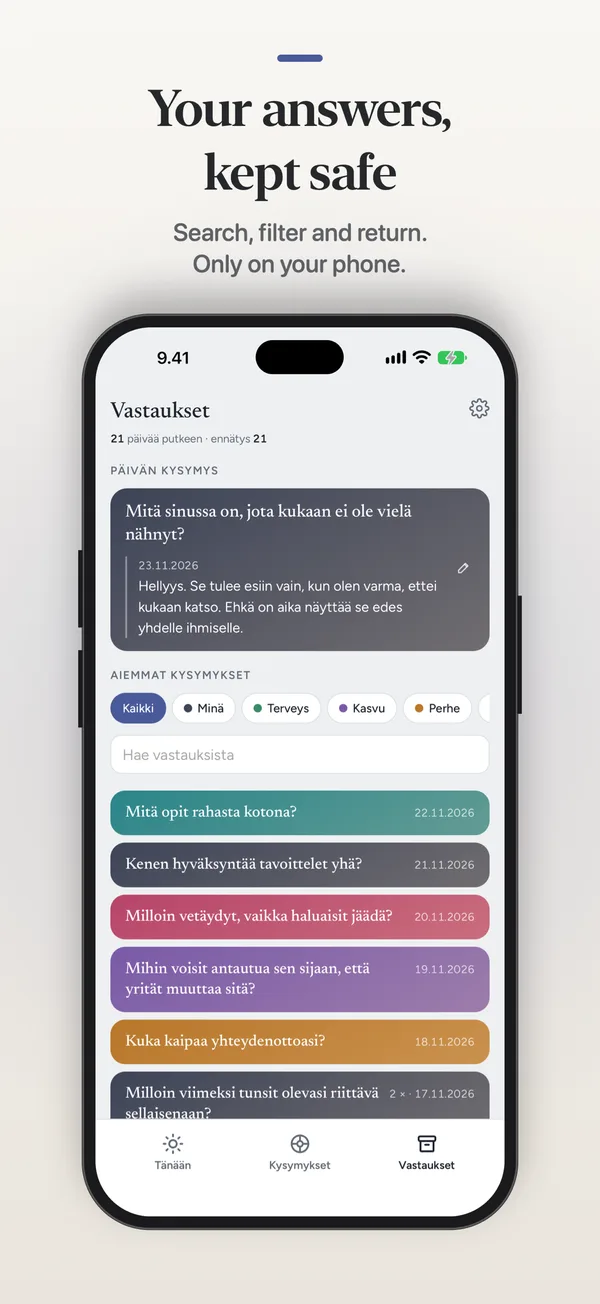 Your answers,
kept safe
Search, filter and return.
Only on your phone.
9.41
Vastaukset
21 päivää putkeen · ennätys 21
PÄIVÄN KYSYMYS
Mitä sinussa on, jota kukaan ei ole vielä
nähnyt?
23.11.2026
Hellyys. Se tulee esiin vain, kun olen varma, ettei
kukaan katso. Ehkä on aika näyttää se edes
yhdelle ihmiselle.
AIEMMAT KYSYMYKSET
Kaikki Minä Terveys Kasvu Perhe
Hae vastauksista
Mitä opit rahasta kotona? 22.11.2026
Kenen hyväksyntää tavoittelet yhä? 21.11.2026
Milloin vetäydyt, vaikka haluaisit jäädä? 20.11.2026
Mihin voisit antautua sen sijaan, että 19.11.2026
yrität muuttaa sitä?
Kuka kaipaa yhteydenottoasi? 18.11.2026
Milloin viimeksi tunsit olevasi riittävä 2 × · 17.11.2026
sellaisenaan?
Tänään Kysymykset Vastaukset